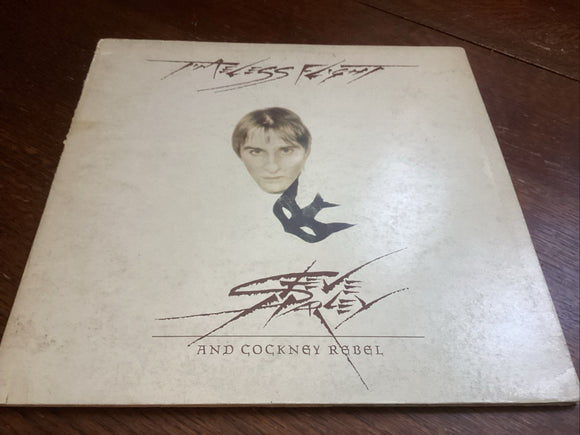 TIMELESS FLIGHT
STEVE
HARLEY
AND COCKNEY REBEL